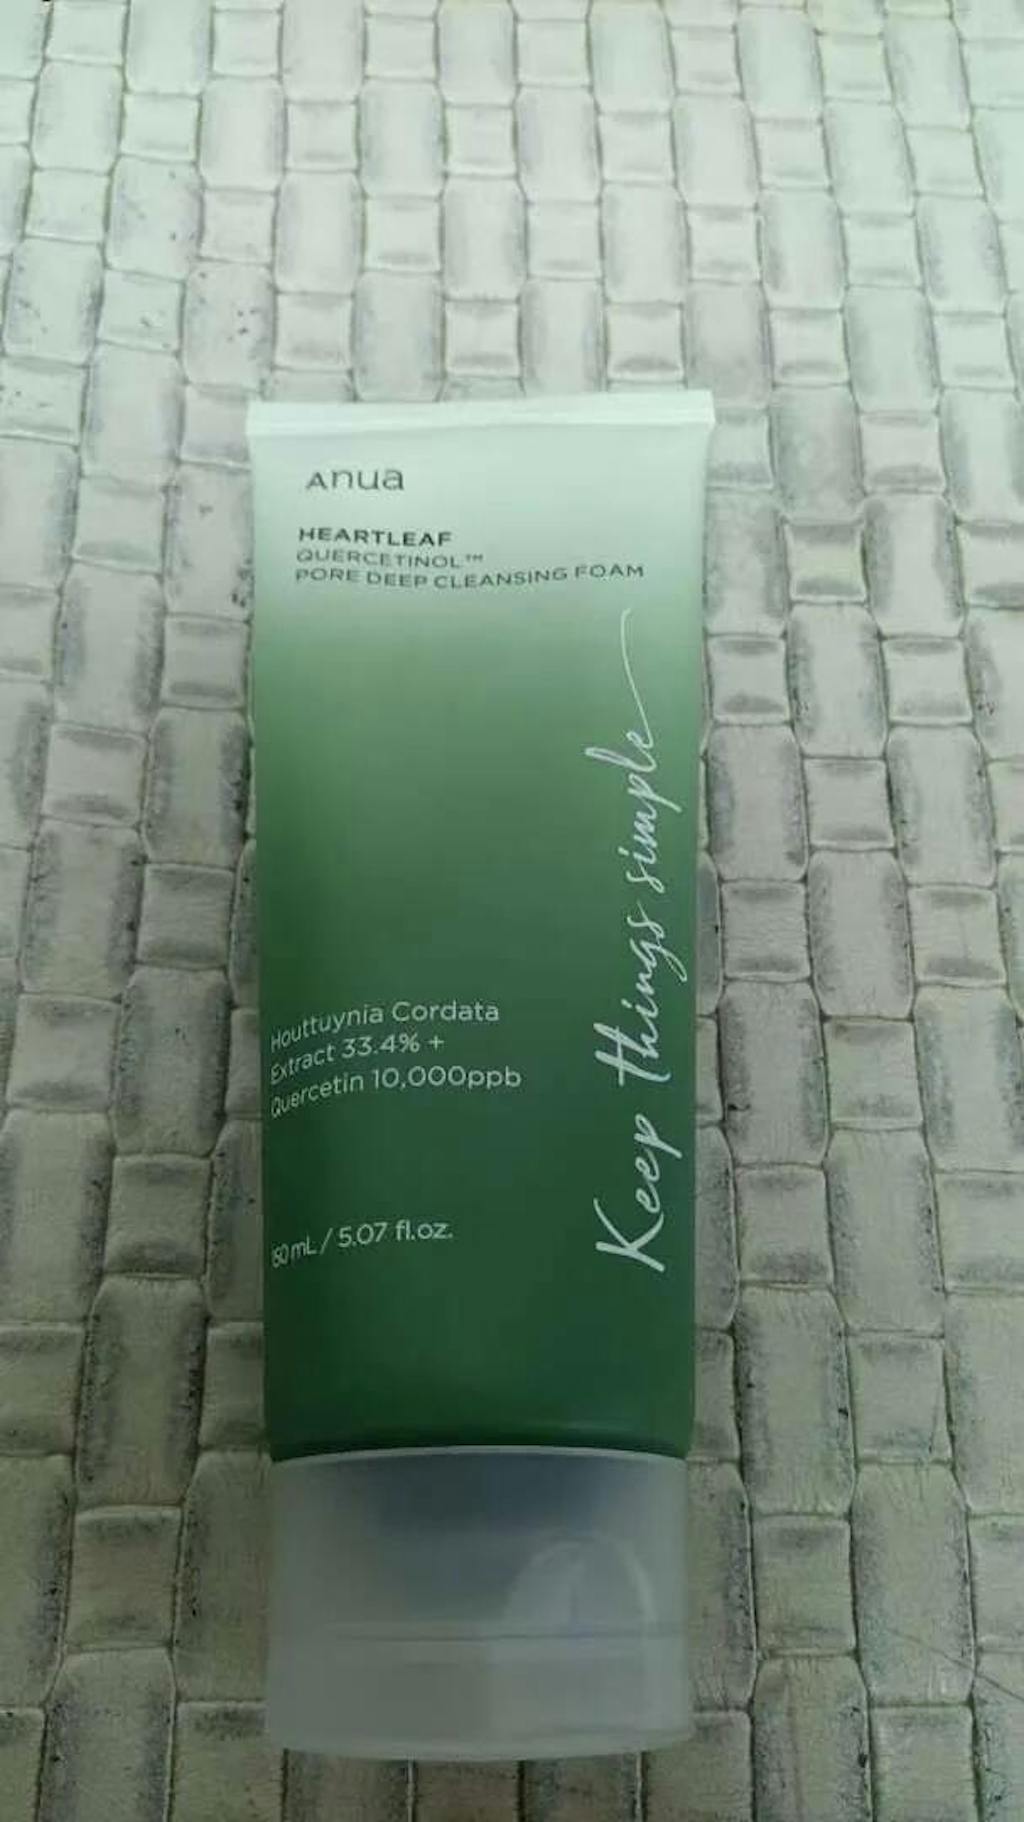 Anua
HEARTLEAF
QUERCETINOL™
PORE DEEP CLEANSING FOAM
Keep things simple
Houttuynia Cordata
Extract 33.4% +
Quercetin 10,000ppb
150mL / 5.07 fl.oz.